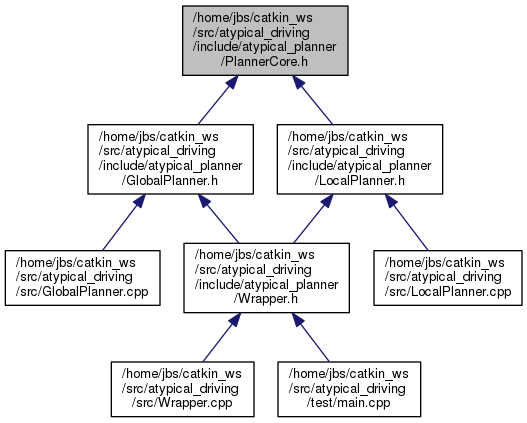 /home/jbs/catkin_ws
/src/atypical_driving
/include/atypical_planner
/PlannerCore.h
/home/jbs/catkin_ws
/src/atypical_driving
/include/atypical_planner
/GlobalPlanner.h
/home/jbs/catkin_ws
/src/atypical_driving
/include/atypical_planner
/LocalPlanner.h
/home/jbs/catkin_ws
/src/atypical_driving
/src/GlobalPlanner.cpp
/home/jbs/catkin_ws
/src/atypical_driving
/include/atypical_planner
/Wrapper.h
/home/jbs/catkin_ws
/src/atypical_driving
/src/LocalPlanner.cpp
/home/jbs/catkin_ws
/src/atypical_driving
/src/Wrapper.cpp
/home/jbs/catkin_ws
/src/atypical_driving
/test/main.cpp